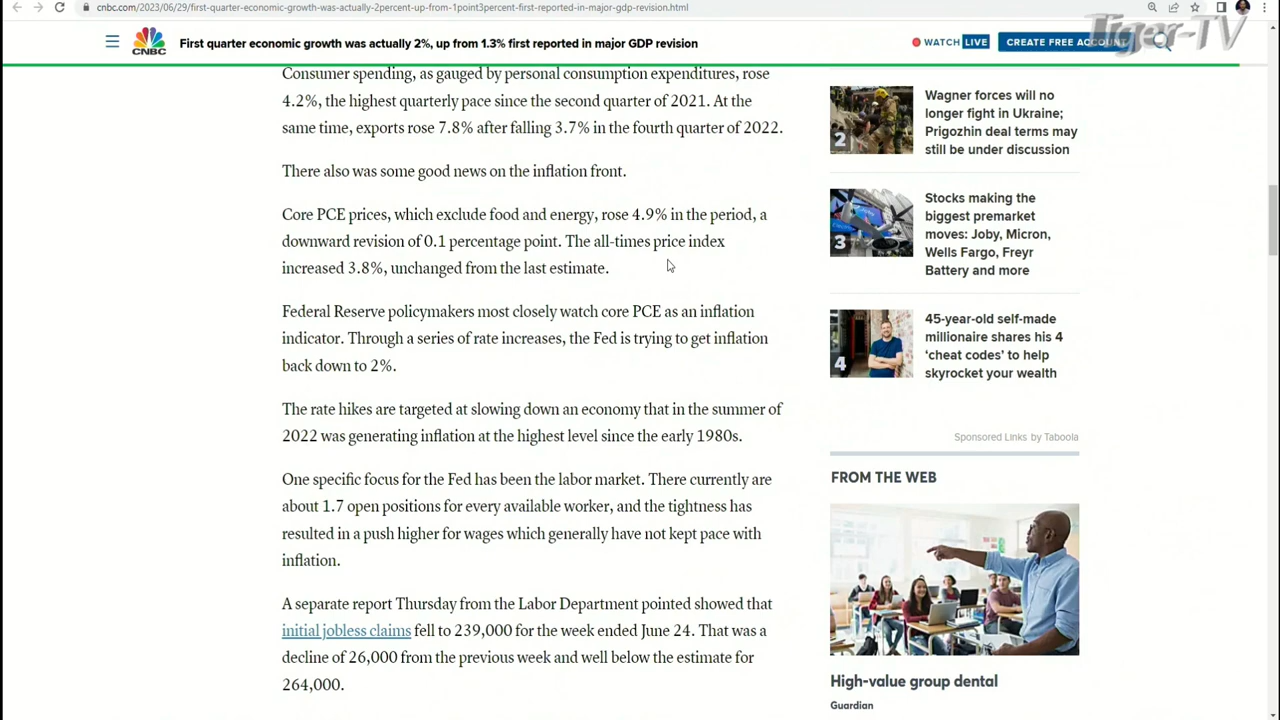 cnbc.com/2023/06/29/first-quarter-economic-growth-was-actually-2percent-up-from-1point3percent-first-reported-in-major-gdp-revision.html
Tiger-TV
CNBC
First quarter economic growth was actually 2%, up from 1.3% first reported in major GDP revision
WATCH LIVE
CREATE FREE ACCOUNT
Consumer spending, as gauged by personal consumption expenditures, rose
4.2%, the highest quarterly pace since the second quarter of 2021. At the
same time, exports rose 7.8% after falling 3.7% in the fourth quarter of 2022.
There also was some good news on the inflation front.
Core PCE prices, which exclude food and energy, rose 4.9% in the period, a
downward revision of 0.1 percentage point. The all-times price index
increased 3.8%, unchanged from the last estimate.
Federal Reserve policymakers most closely watch core PCE as an inflation
indicator. Through a series of rate increases, the Fed is trying to get inflation
back down to 2%.
The rate hikes are targeted at slowing down an economy that in the summer of
2022 was generating inflation at the highest level since the early 1980s.
One specific focus for the Fed has been the labor market. There currently are
about 1.7 open positions for every available worker, and the tightness has
resulted in a push higher for wages which generally have not kept pace with
inflation.
A separate report Thursday from the Labor Department pointed showed that
initial jobless claims fell to 239,000 for the week ended June 24. That was a
decline of 26,000 from the previous week and well below the estimate for
264,000.
2
Wagner forces will no
longer fight in Ukraine;
Prigozhin deal terms may
still be under discussion
3
Stocks making the
biggest premarket
moves: Joby, Micron,
Wells Fargo, Freyr
Battery and more
4
45-year-old self-made
millionaire shares his 4
‘cheat codes’ to help
skyrocket your wealth
Sponsored Links by Taboola
FROM THE WEB
High-value group dental
Guardian